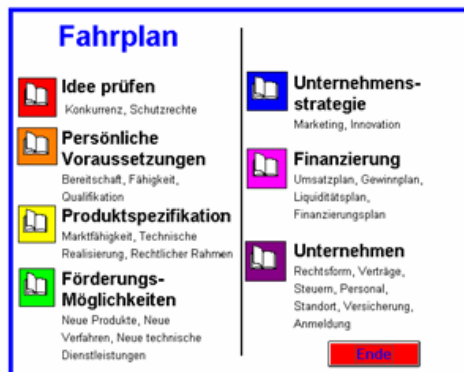 Fahrplan
Idee prüfen
Konkurrenz, Schutzrechte
Persönliche
Voraussetzungen
Bereitschaft, Fähigkeit,
Qualifikation
Produktspezifikation
Marktfähigkeit, Technische
Realisierung, Rechtlicher Rahmen
Förderungs-
Möglichkeiten
Neue Produkte, Neue
Verfahren, Neue technische
Dienstleistungen
Unternehmens-
strategie
Marketing, Innovation
Finanzierung
Umsatzplan, Gewinnplan,
Liquiditätsplan,
Finanzierungsplan
Unternehmen
Rechtsform, Verträge,
Steuern, Personal,
Standort, Versicherung,
Anmeldung
Ende